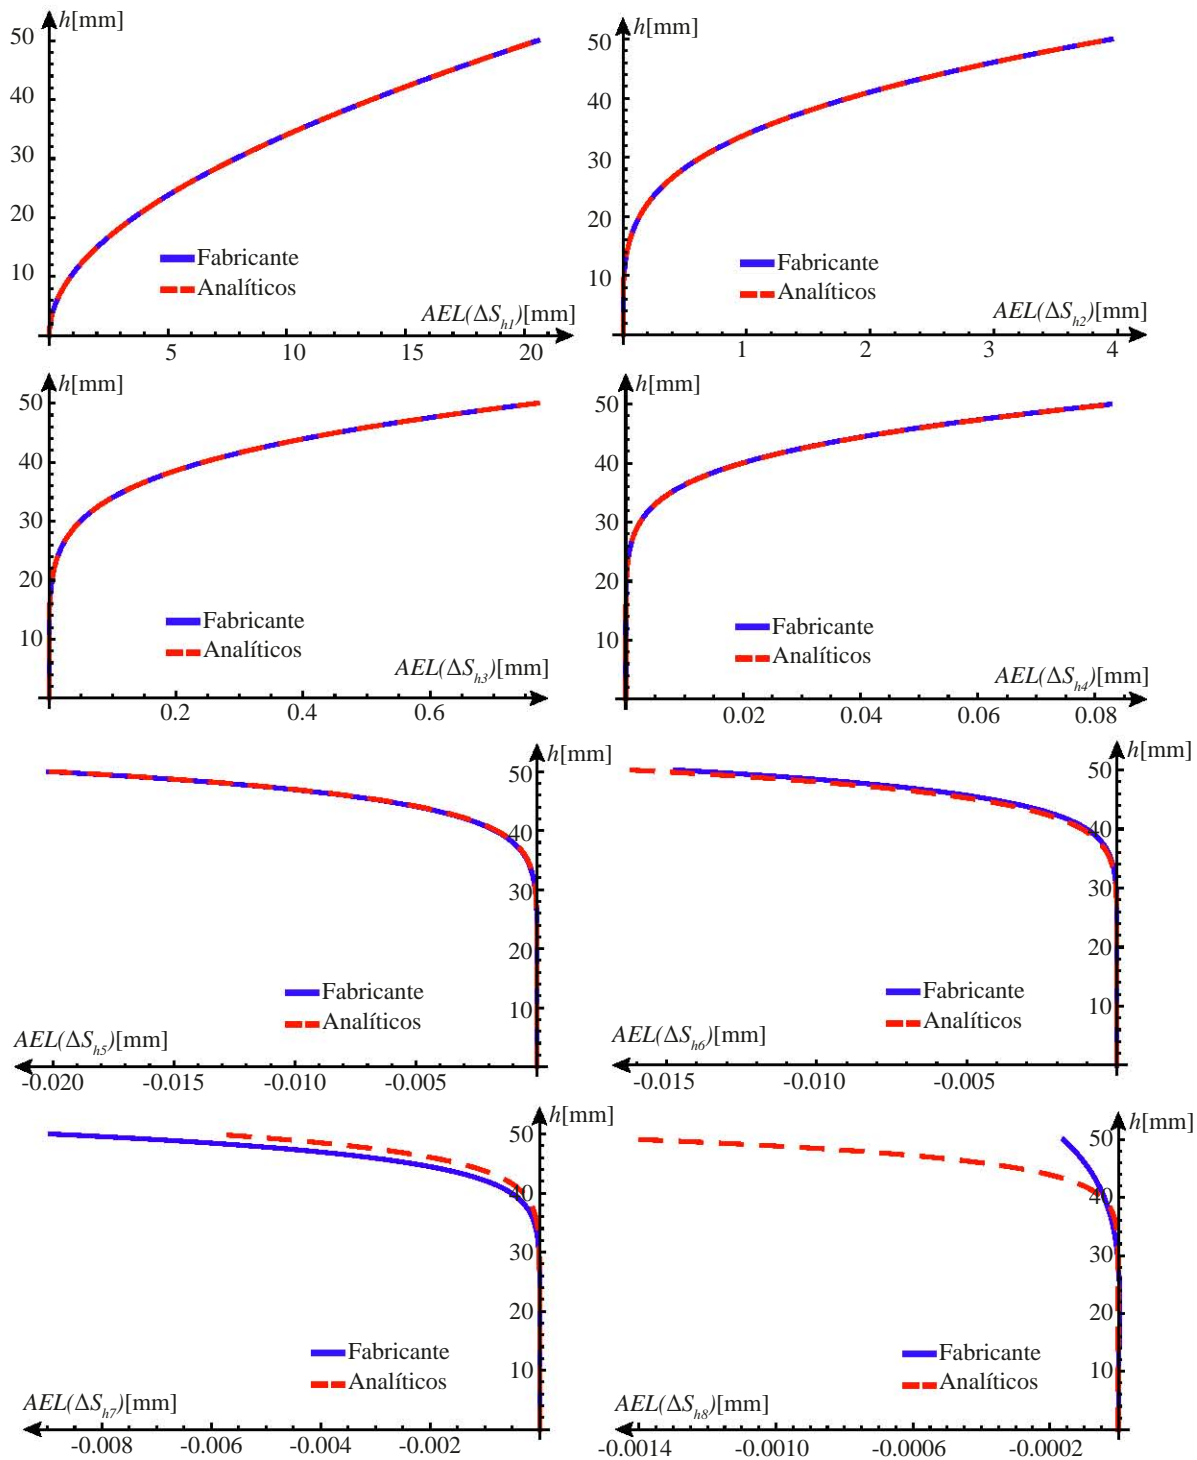 h[mm]
50
40
30
20
10
Fabricante
Analíticos
AEL(ΔSh1)[mm]
5
10
15
20
h[mm]
50
40
30
20
10
Fabricante
Analíticos
AEL(ΔSh2)[mm]
1
2
3
4
h[mm]
50
40
30
20
10
Fabricante
Analíticos
AEL(ΔSh3)[mm]
0.2
0.4
0.6
h[mm]
50
40
30
20
10
Fabricante
Analíticos
AEL(ΔSh4)[mm]
0.02
0.04
0.06
0.08
h[mm]
50
40
30
20
10
Fabricante
Analíticos
AEL(ΔSh5)[mm]
-0.020
-0.015
-0.010
-0.005
h[mm]
50
40
30
20
10
Fabricante
Analíticos
AEL(ΔSh6)[mm]
-0.015
-0.010
-0.005
h[mm]
50
40
30
20
10
Fabricante
Analíticos
AEL(ΔSh7)[mm]
-0.008
-0.006
-0.004
-0.002
h[mm]
50
40
30
20
10
Fabricante
Analíticos
AEL(ΔSh8)[mm]
-0.0014
-0.0010
-0.0006
-0.0002